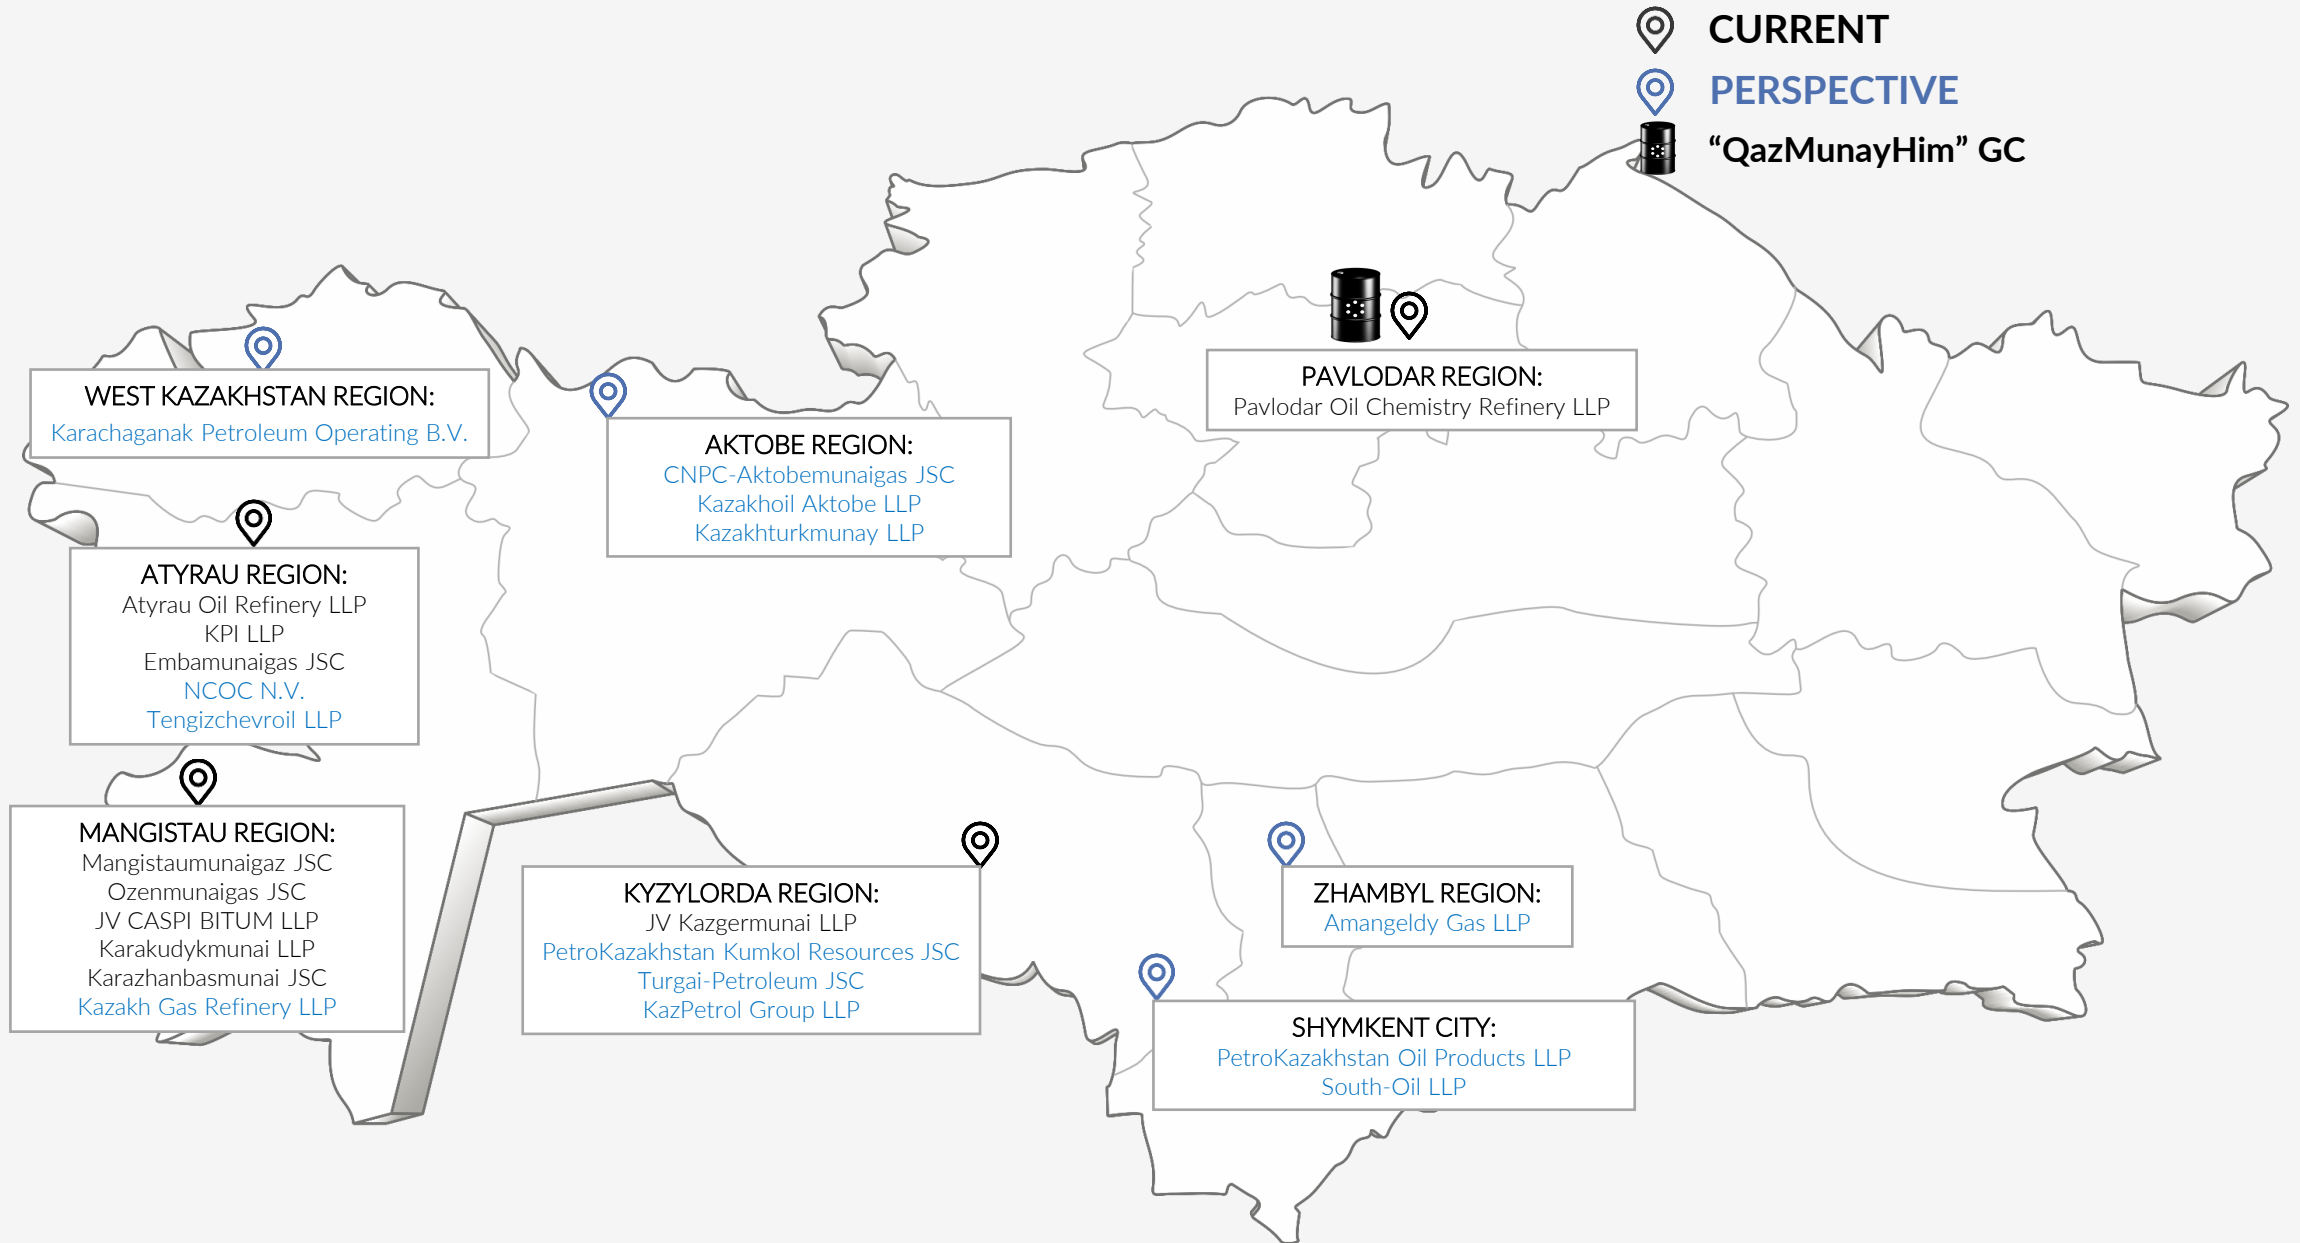 CURRENT
PERSPECTIVE
“QazMunayHim” GC
PAVLODAR REGION:
Pavlodar Oil Chemistry Refinery LLP
WEST KAZAKHSTAN REGION:
Karachaganak Petroleum Operating B.V.
AKTOBE REGION:
CNPC-Aktobemunaigas JSC
Kazakhoil Aktobe LLP
Kazakhturkmunay LLP
ATYRAU REGION:
Atyrau Oil Refinery LLP
KPI LLP
Embamunaigas JSC
NCOC N.V.
Tengizchevroil LLP
MANGISTAU REGION:
Mangistaumunaigaz JSC
Ozenmunaigas JSC
JV CASPI BITUM LLP
Karakudykmunai LLP
Karazhanbasmunai JSC
Kazakh Gas Refinery LLP
KYZYLORDA REGION:
JV Kazgermunai LLP
PetroKazakhstan Kumkol Resources JSC
Turgai-Petroleum JSC
KazPetrol Group LLP
ZHAMBYL REGION:
Amangeldy Gas LLP
SHYMKENT CITY:
PetroKazakhstan Oil Products LLP
South-Oil LLP